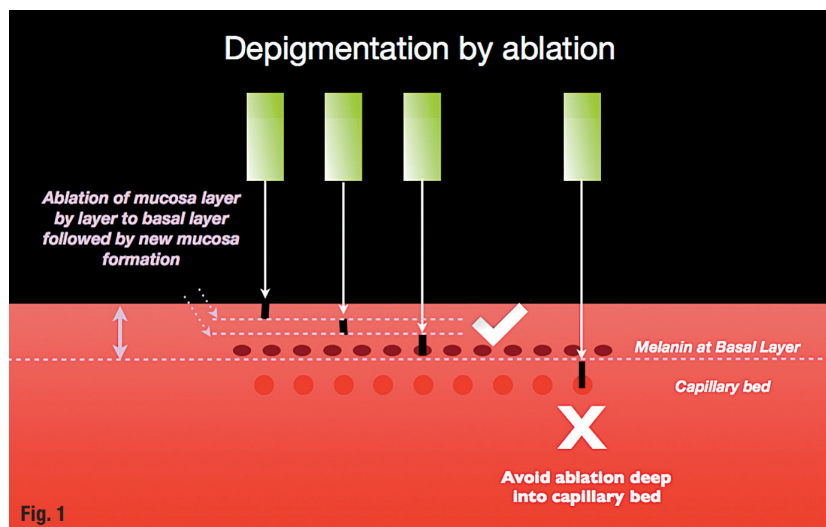 Depigmentation by ablation
Ablation of mucosa layer
by layer to basal layer
followed by new mucosa
formation
Melanin at Basal Layer
Capillary bed
X
Avoid ablation deep
into capillary bed
Fig. 1